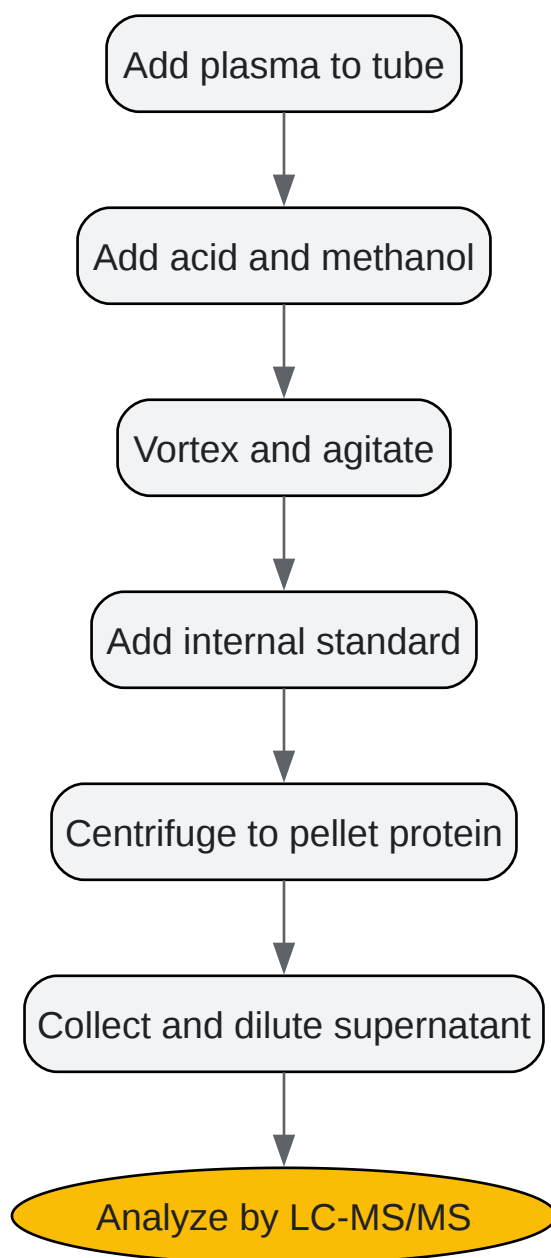 Add plasma to tube
Add acid and methanol
Vortex and agitate
Add internal standard
Centrifuge to pellet protein
Collect and dilute supernatant
Analyze by LC-MS/MS